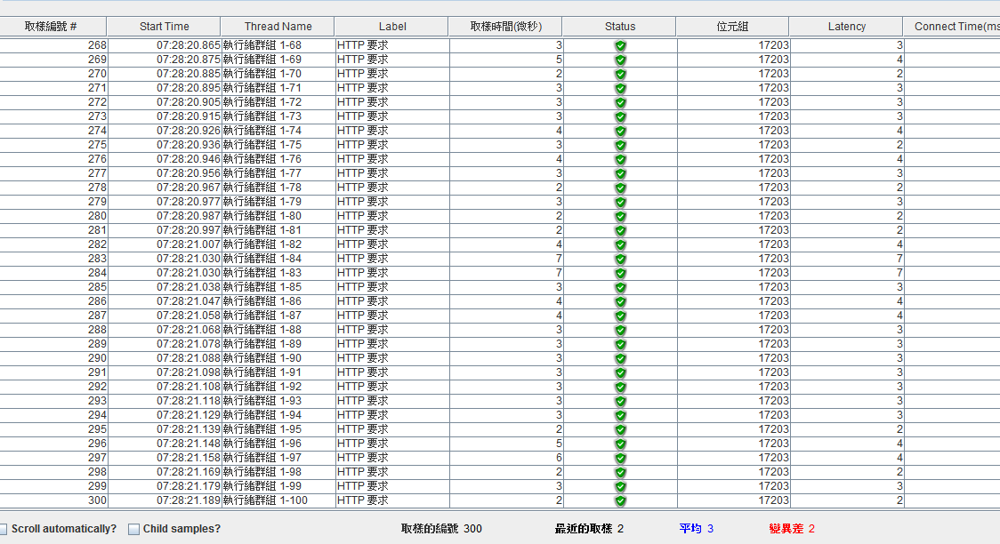 取樣編號 # Start Time Thread Name Label 取樣時間(微秒) Status 位元組 Latency Connect Time(ms
268 07:28:20.865 執行緒群組 1-68 HTTP 要求 3 17203 3
269 07:28:20.875 執行緒群組 1-69 HTTP 要求 5 17203 4
270 07:28:20.885 執行緒群組 1-70 HTTP 要求 2 17203 2
271 07:28:20.895 執行緒群組 1-71 HTTP 要求 3 17203 3
272 07:28:20.905 執行緒群組 1-72 HTTP 要求 3 17203 3
273 07:28:20.915 執行緒群組 1-73 HTTP 要求 3 17203 3
274 07:28:20.926 執行緒群組 1-74 HTTP 要求 4 17203 4
275 07:28:20.936 執行緒群組 1-75 HTTP 要求 3 17203 2
276 07:28:20.946 執行緒群組 1-76 HTTP 要求 4 17203 4
277 07:28:20.956 執行緒群組 1-77 HTTP 要求 3 17203 3
278 07:28:20.967 執行緒群組 1-78 HTTP 要求 2 17203 2
279 07:28:20.977 執行緒群組 1-79 HTTP 要求 3 17203 3
280 07:28:20.987 執行緒群組 1-80 HTTP 要求 2 17203 2
281 07:28:20.997 執行緒群組 1-81 HTTP 要求 2 17203 2
282 07:28:21.007 執行緒群組 1-82 HTTP 要求 4 17203 4
283 07:28:21.030 執行緒群組 1-84 HTTP 要求 7 17203 7
284 07:28:21.030 執行緒群組 1-83 HTTP 要求 7 17203 7
285 07:28:21.038 執行緒群組 1-85 HTTP 要求 3 17203 3
286 07:28:21.047 執行緒群組 1-86 HTTP 要求 4 17203 4
287 07:28:21.058 執行緒群組 1-87 HTTP 要求 4 17203 4
288 07:28:21.068 執行緒群組 1-88 HTTP 要求 3 17203 3
289 07:28:21.078 執行緒群組 1-89 HTTP 要求 3 17203 3
290 07:28:21.088 執行緒群組 1-90 HTTP 要求 3 17203 3
291 07:28:21.098 執行緒群組 1-91 HTTP 要求 3 17203 3
292 07:28:21.108 執行緒群組 1-92 HTTP 要求 3 17203 3
293 07:28:21.118 執行緒群組 1-93 HTTP 要求 3 17203 3
294 07:28:21.129 執行緒群組 1-94 HTTP 要求 3 17203 3
295 07:28:21.139 執行緒群組 1-95 HTTP 要求 2 17203 2
296 07:28:21.148 執行緒群組 1-96 HTTP 要求 5 17203 4
297 07:28:21.158 執行緒群組 1-97 HTTP 要求 6 17203 4
298 07:28:21.169 執行緒群組 1-98 HTTP 要求 2 17203 2
299 07:28:21.179 執行緒群組 1-99 HTTP 要求 3 17203 3
300 07:28:21.189 執行緒群組 1-100 HTTP 要求 2 17203 2
Scroll automatically? Child samples? 取樣的編號 300 最近的取樣 2 平均 3 變異差 2